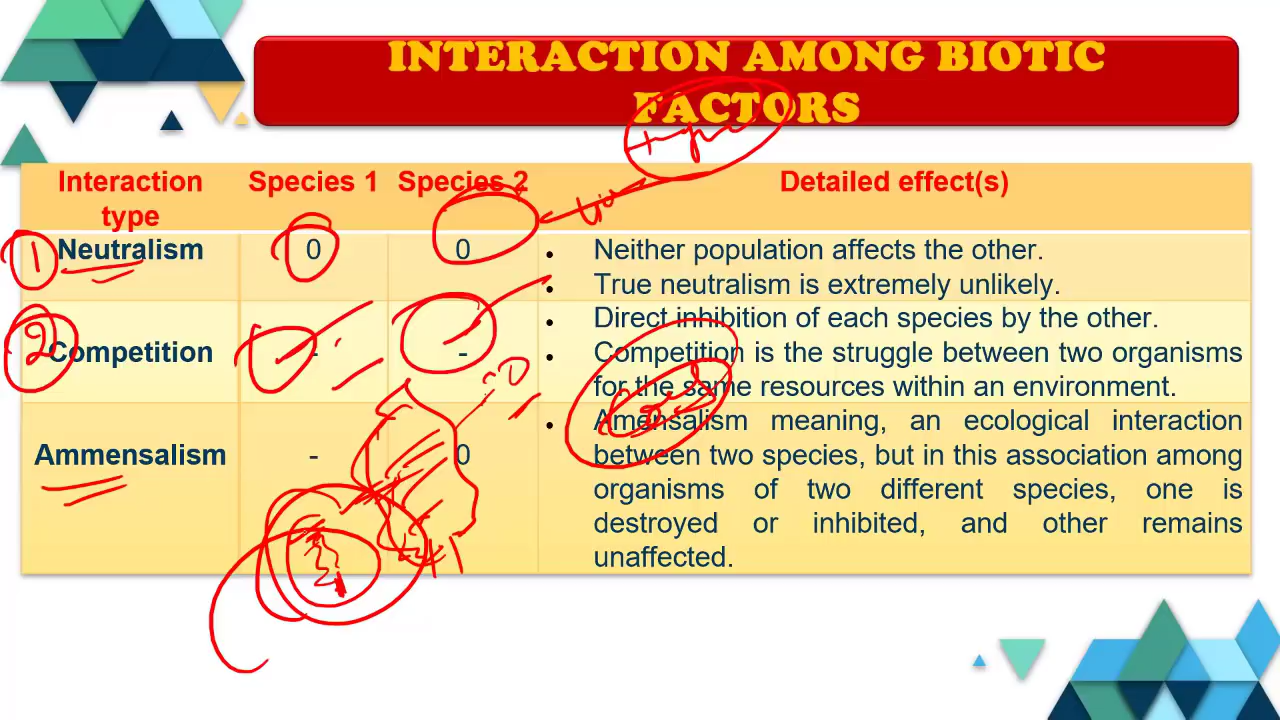 INTERACTION AMONG BIOTIC
FACTORS
Interaction
type
Species 1
Species 2
Detailed effect(s)
1
Neutralism
0
0
• Neither population affects the other.
• True neutralism is extremely unlikely.
2
Competition
-
-
• Direct inhibition of each species by the other.
• Competition is the struggle between two organisms
for the same resources within an environment.
Ammensalism
-
0
• Amensalism meaning, an ecological interaction
between two species, but in this association among
organisms of two different species, one is
destroyed or inhibited, and other remains
unaffected.